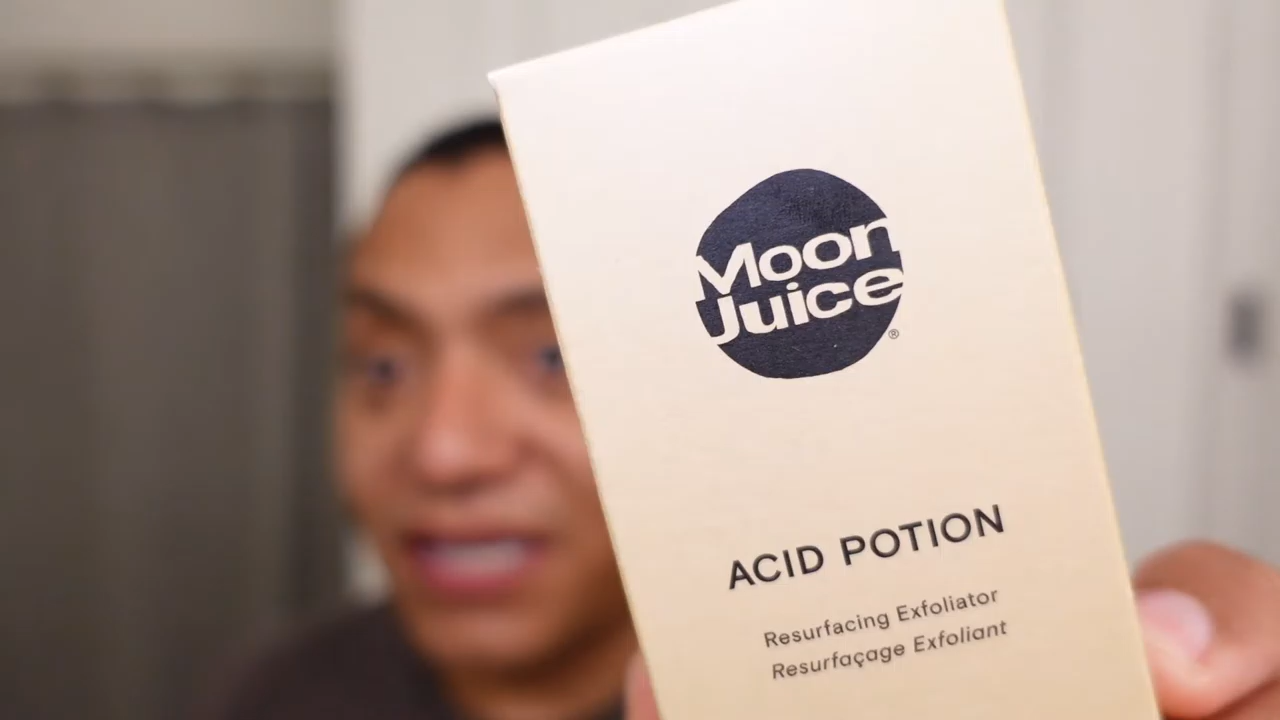 Moon
Juice
®
ACID POTION
Resurfacing Exfoliator
Resurfaçage Exfoliant